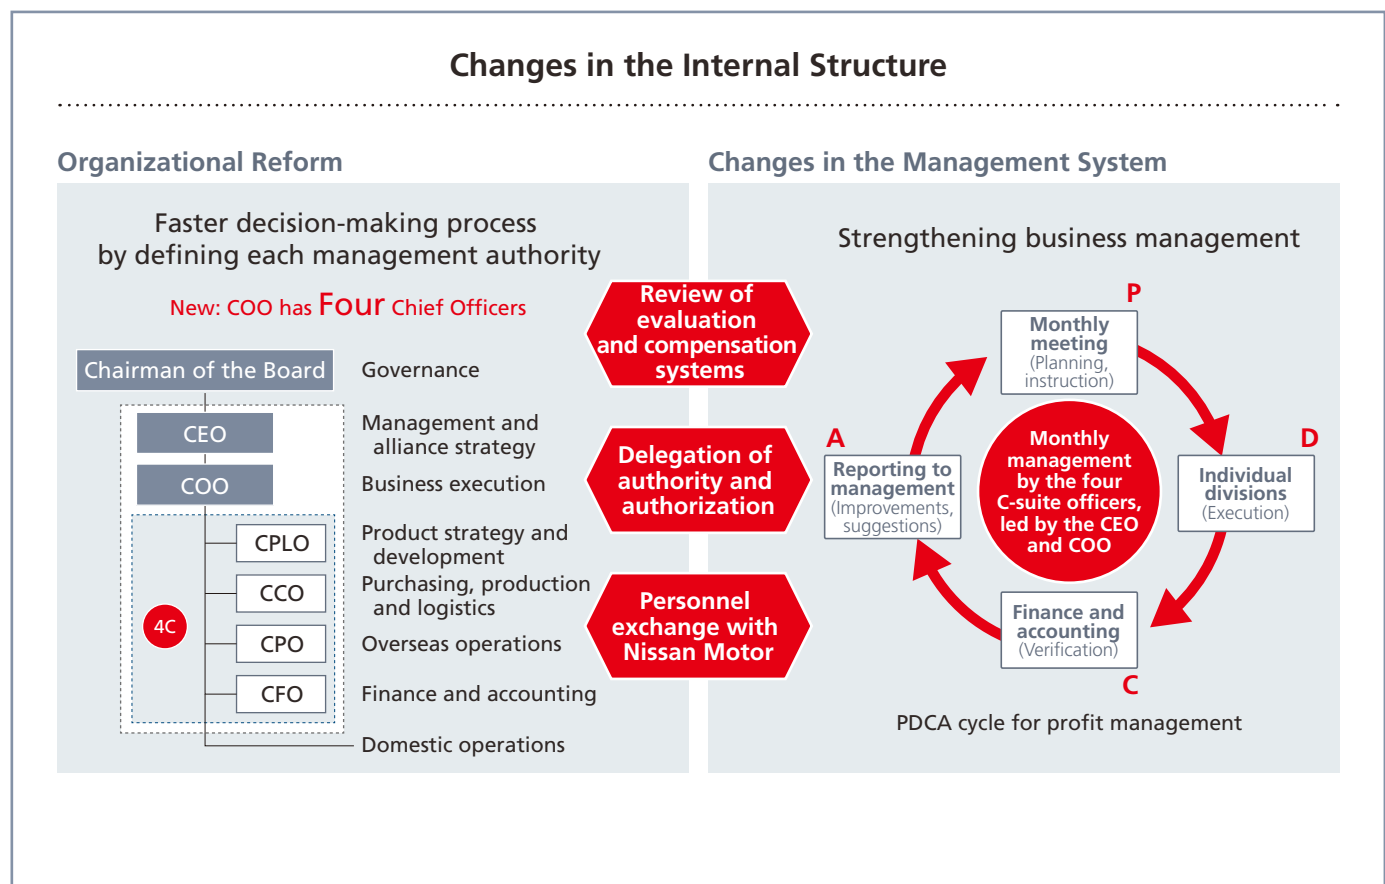 Changes in the Internal Structure
Organizational Reform
Faster decision-making process
by defining each management authority
New: COO has Four Chief Officers
Chairman of the Board
Governance
CEO
Management and
alliance strategy
COO
Business execution
4C
CPLO
Product strategy and
development
CCO
Purchasing, production
and logistics
CPO
Overseas operations
CFO
Finance and accounting
Domestic operations
Review of
evaluation
and compensation
systems
Delegation of
authority and
authorization
Personnel
exchange with
Nissan Motor
Changes in the Management System
Strengthening business management
P
Monthly
meeting
(Planning,
instruction)
D
Individual
divisions
(Execution)
C
Finance and
accounting
(Verification)
A
Reporting to
management
(Improvements,
suggestions)
Monthly
management
by the four
C-suite officers,
led by the CEO
and COO
PDCA cycle for profit management